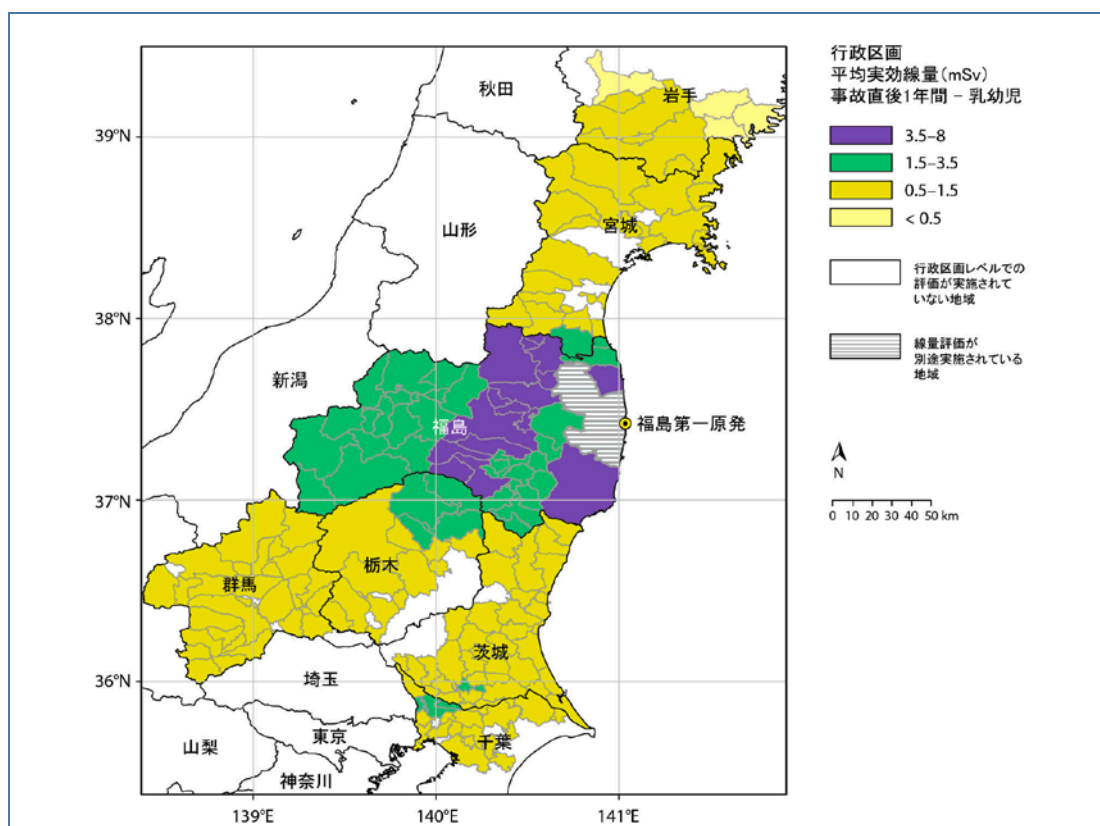 行政区画
平均実効線量(mSv)
事故直後1年間 – 乳幼児
3.5–8
1.5–3.5
0.5–1.5
< 0.5
行政区画レベルでの
評価が実施されて
いない地域
線量評価が
別途実施されている
地域
N
0 10 20 30 40 50 km
39°N
38°N
37°N
36°N
139°E
140°E
141°E
秋田
岩手
山形
宮城
新潟
福島
福島第一原発
栃木
群馬
茨城
埼玉
東京
千葉
山梨
神奈川